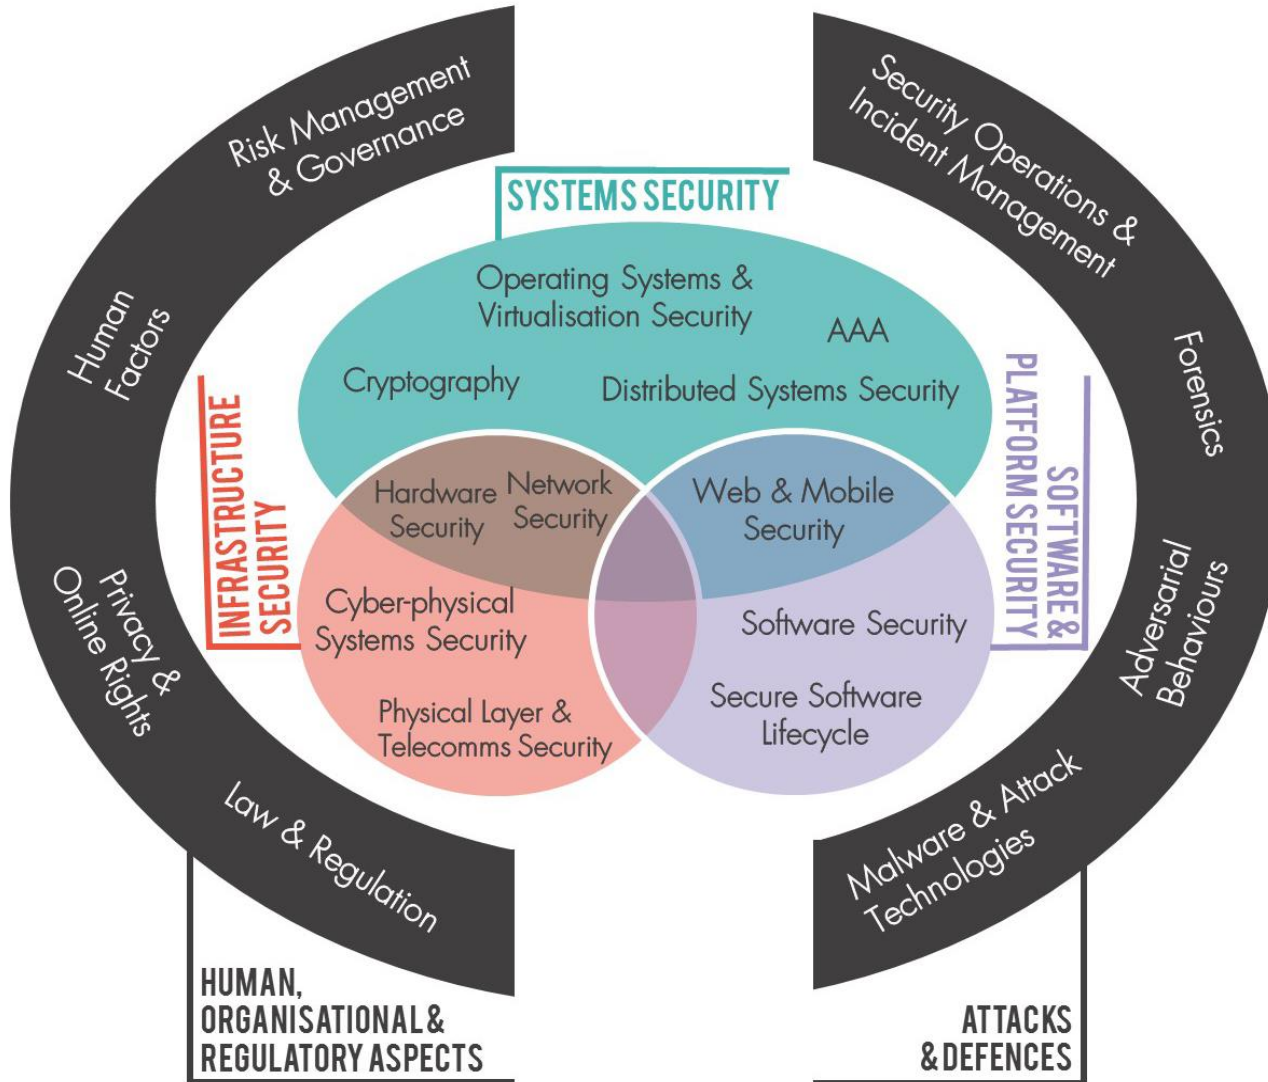 Risk Management
& Governance
Human
Factors
Privacy &
Online Rights
Law & Regulation
HUMAN,
ORGANISATIONAL &
REGULATORY ASPECTS
SYSTEMS SECURITY
Operating Systems &
Virtualisation Security
AAA
Cryptography
Distributed Systems Security
INFRASTRUCTURE
SECURITY
Hardware
Security
Network
Security
Web & Mobile
Security
Cyber-physical
Systems Security
Physical Layer &
Telecomms Security
Software Security
Secure Software
Lifecycle
SOFTWARE &
PLATFORM SECURITY
Security Operations &
Incident Management
Forensics
Adversarial
Behaviours
Malware & Attack
Technologies
ATTACKS
& DEFENCES